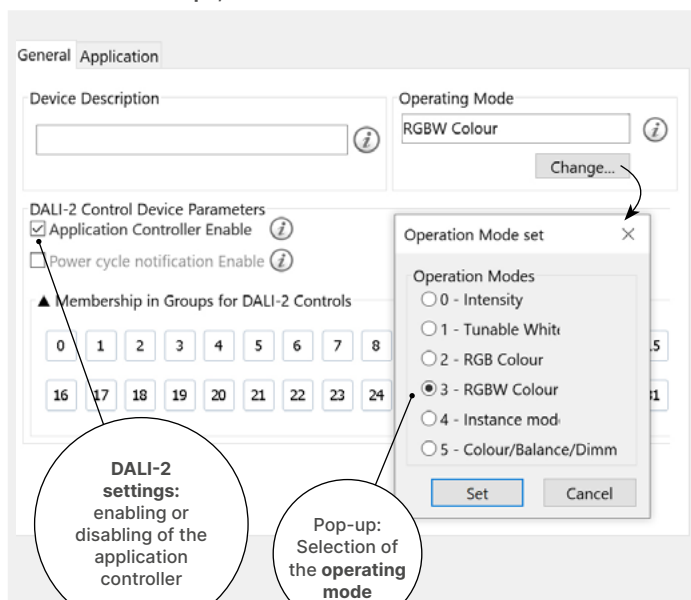 General Application
Device Description
Operating Mode
RGBW Colour
Change...
DALI-2 Control Device Parameters
Application Controller Enable
Power cycle notification Enable
▲ Membership in Groups for DALI-2 Controls
0 1 2 3 4 5 6 7 8
16 17 18 19 20 21 22 23 24
Operation Mode set
Operation Modes
0 - Intensity
1 - Tunable White
2 - RGB Colour
3 - RGBW Colour
4 - Instance mod
5 - Colour/Balance/Dimm
Set Cancel
DALI-2
settings:
enabling or
disabling of the
application
controller
Pop-up:
Selection of
the operating
mode